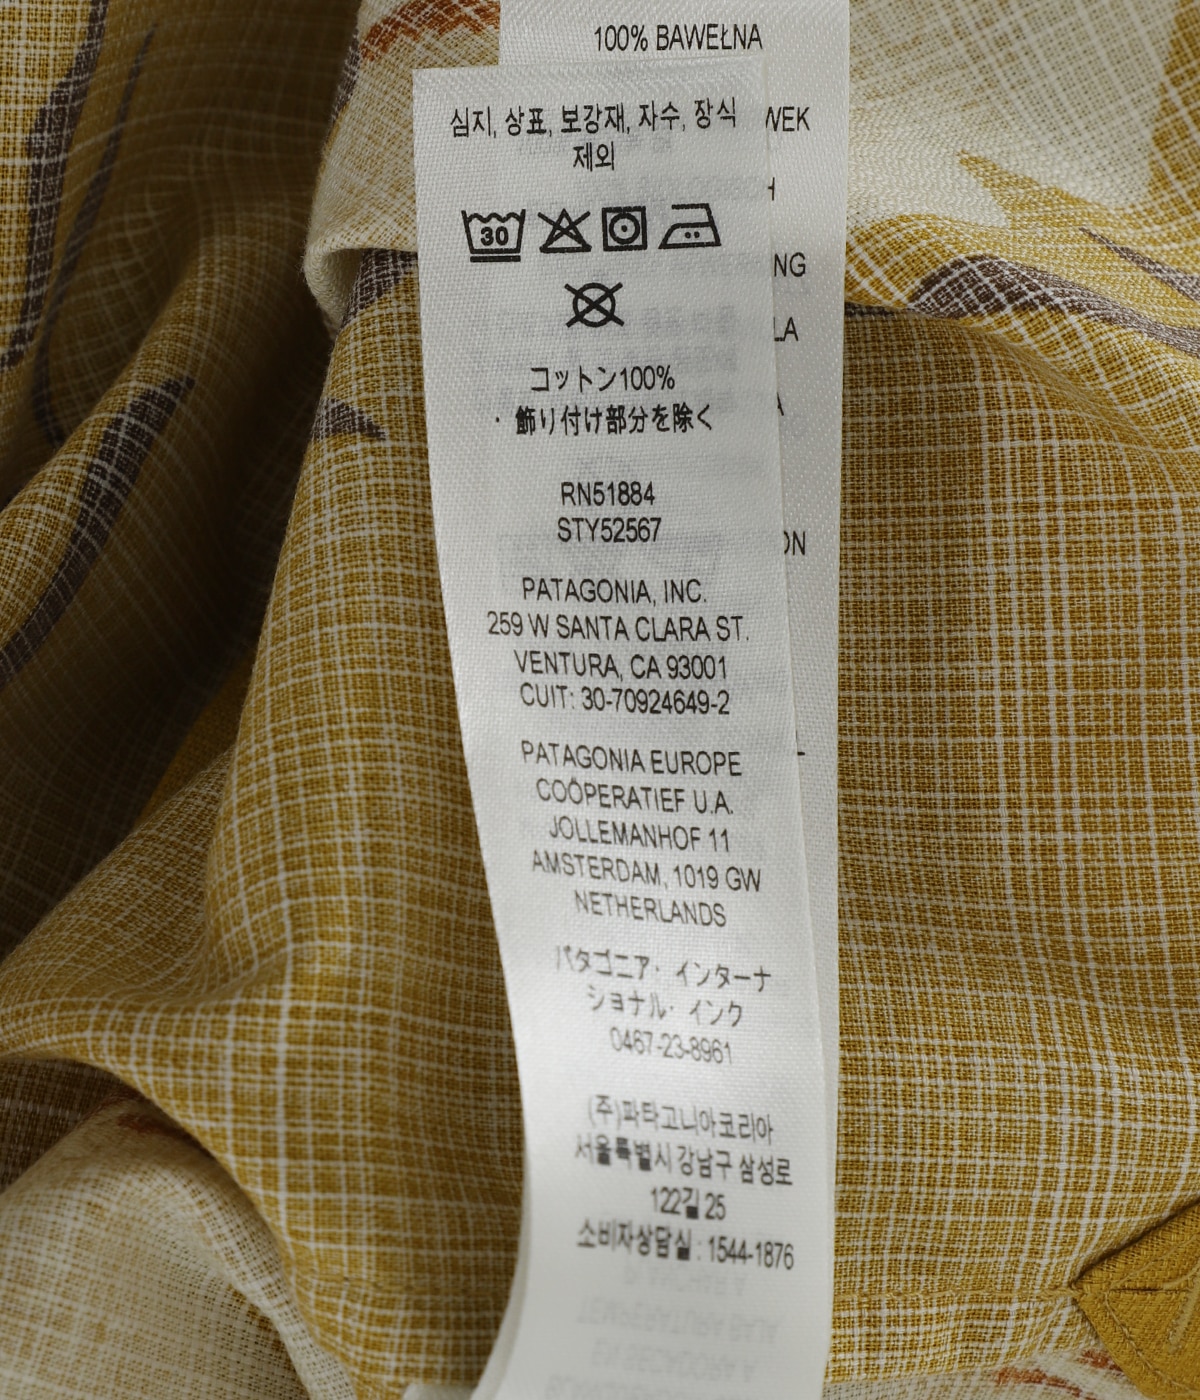 100% BAWEŁNA
심지, 상표, 보강재, 자수, 장식
제외
30
コットン100%
・飾り付け部分を除く
RN51884
STY52567
PATAGONIA, INC.
259 W SANTA CLARA ST.
VENTURA, CA 93001
CUIT: 30-70924649-2
PATAGONIA EUROPE
COÖPERATIEF U.A.
JOLLEMANHOF 11
AMSTERDAM, 1019 GW
NETHERLANDS
パタゴニア・インターナ
ショナル・インク
0467-23-8961
(주)파타고니아코리아
서울특별시 강남구 삼성로
122길 25
소비자상담실 : 1544-1876